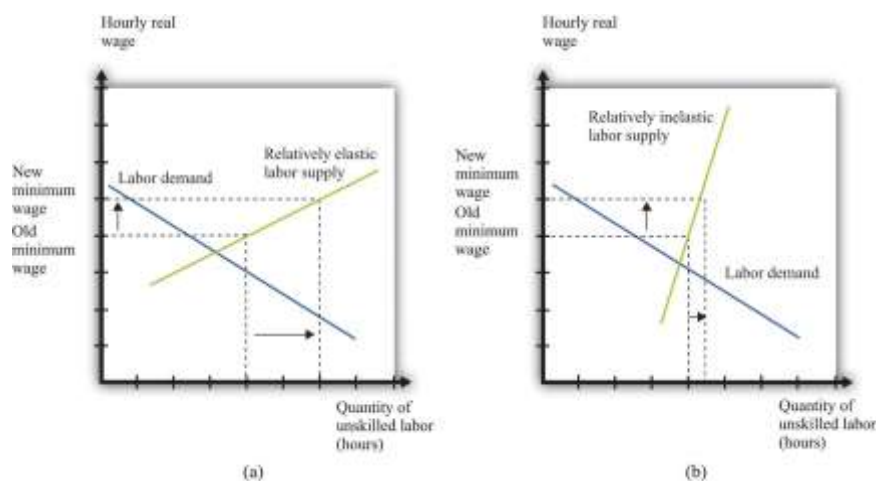 Hourly real
wage
Labor demand
Relatively elastic
labor supply
New
minimum
wage
Old
minimum
wage
Quantity of
unskilled labor
(hours)
(a)
Hourly real
wage
Relatively inelastic
labor supply
New
minimum
wage
Old
minimum
wage
Labor demand
Quantity of
unskilled labor
(hours)
(b)